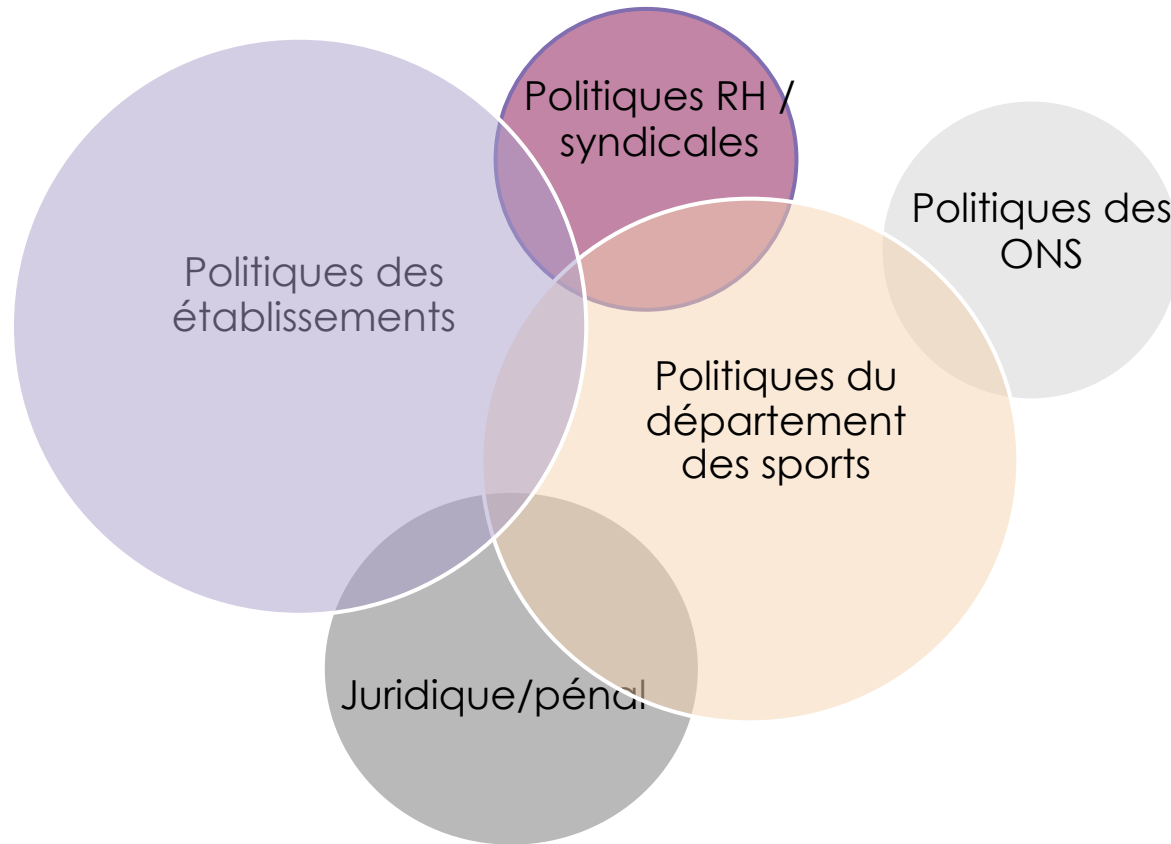 Politiques RH /
syndicales
Politiques des
ONS
Politiques des
établissements
Politiques du
département
des sports
Juridique/pénal